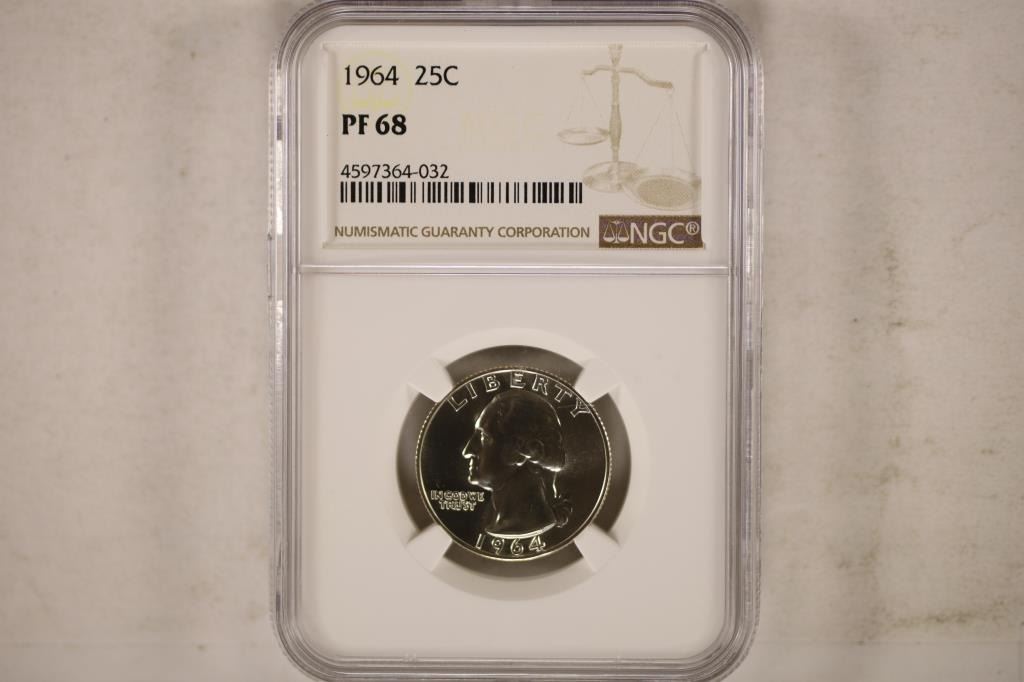 1964 25C
PF 68
4597364-032
NUMISMATIC GUARANTY CORPORATION NGC®
LIBERTY
IN GOD WE
TRUST
1964